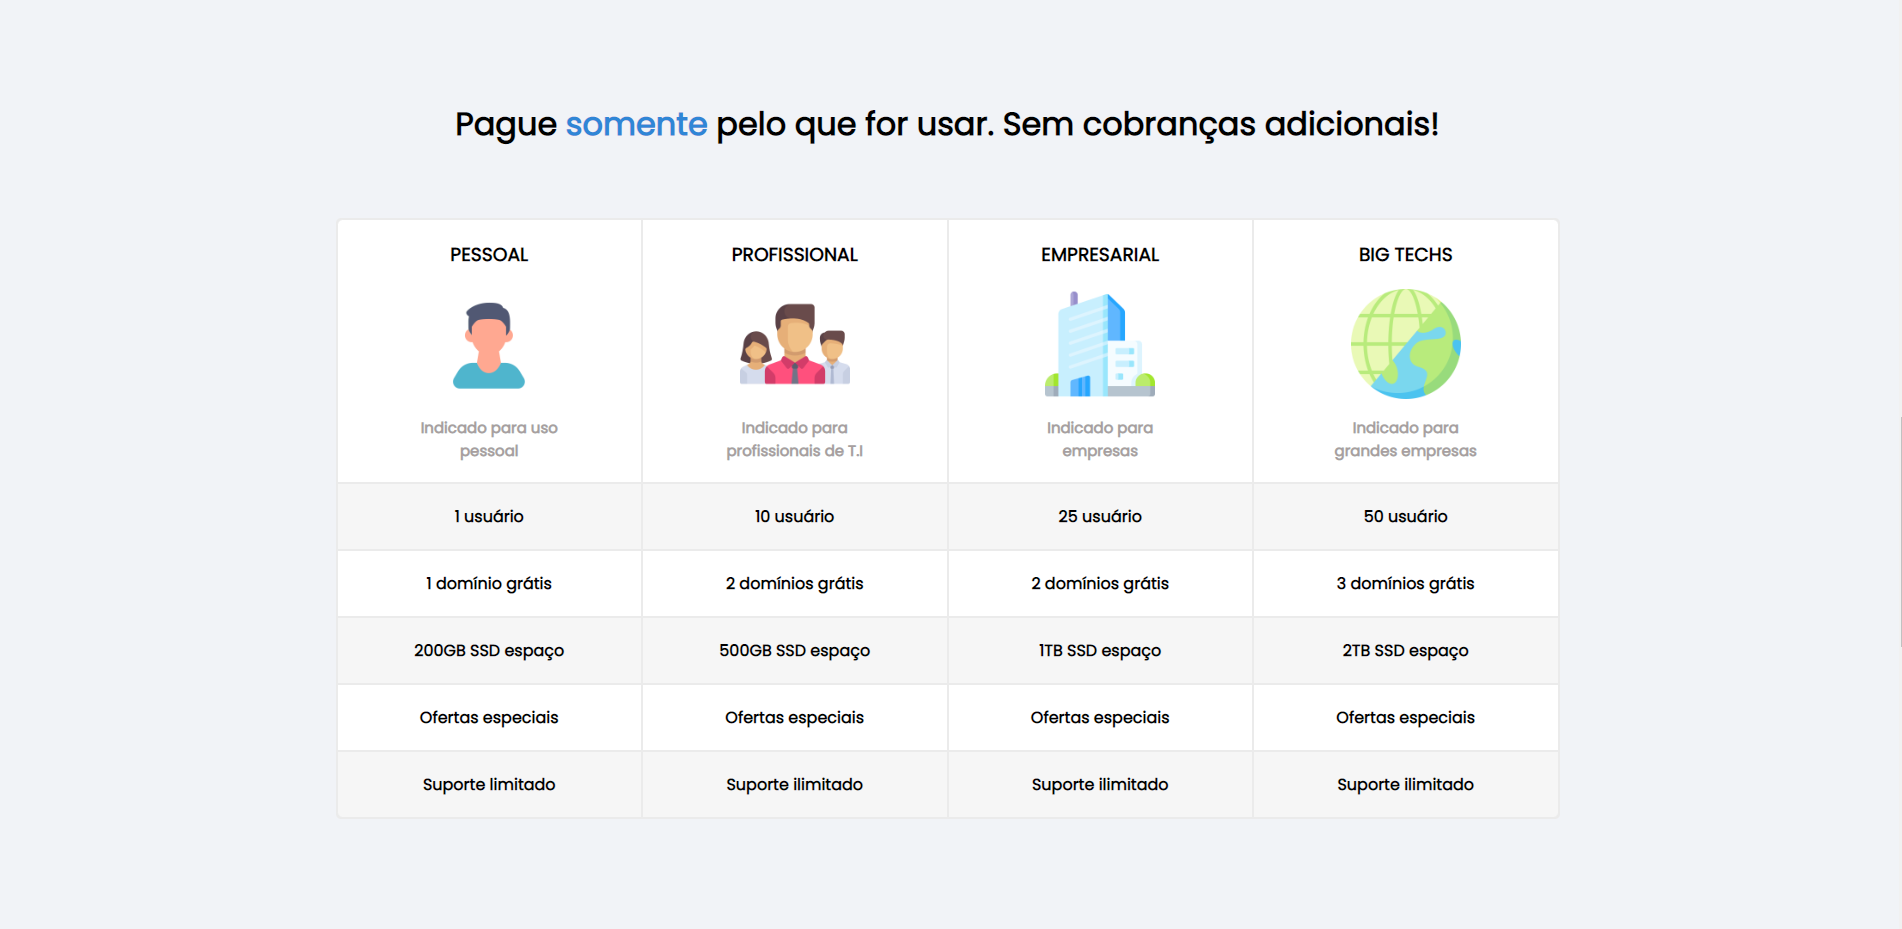 Pague somente pelo que for usar. Sem cobranças adicionais!
PESSOAL
PROFISSIONAL
EMPRESARIAL
BIG TECHS
Indicado para uso
pessoal
Indicado para
profissionais de T.I
Indicado para
empresas
Indicado para
grandes empresas
1 usuário
10 usuário
25 usuário
50 usuário
1 domínio grátis
2 domínios grátis
2 domínios grátis
3 domínios grátis
200GB SSD espaço
500GB SSD espaço
1TB SSD espaço
2TB SSD espaço
Ofertas especiais
Ofertas especiais
Ofertas especiais
Ofertas especiais
Suporte limitado
Suporte ilimitado
Suporte ilimitado
Suporte ilimitado